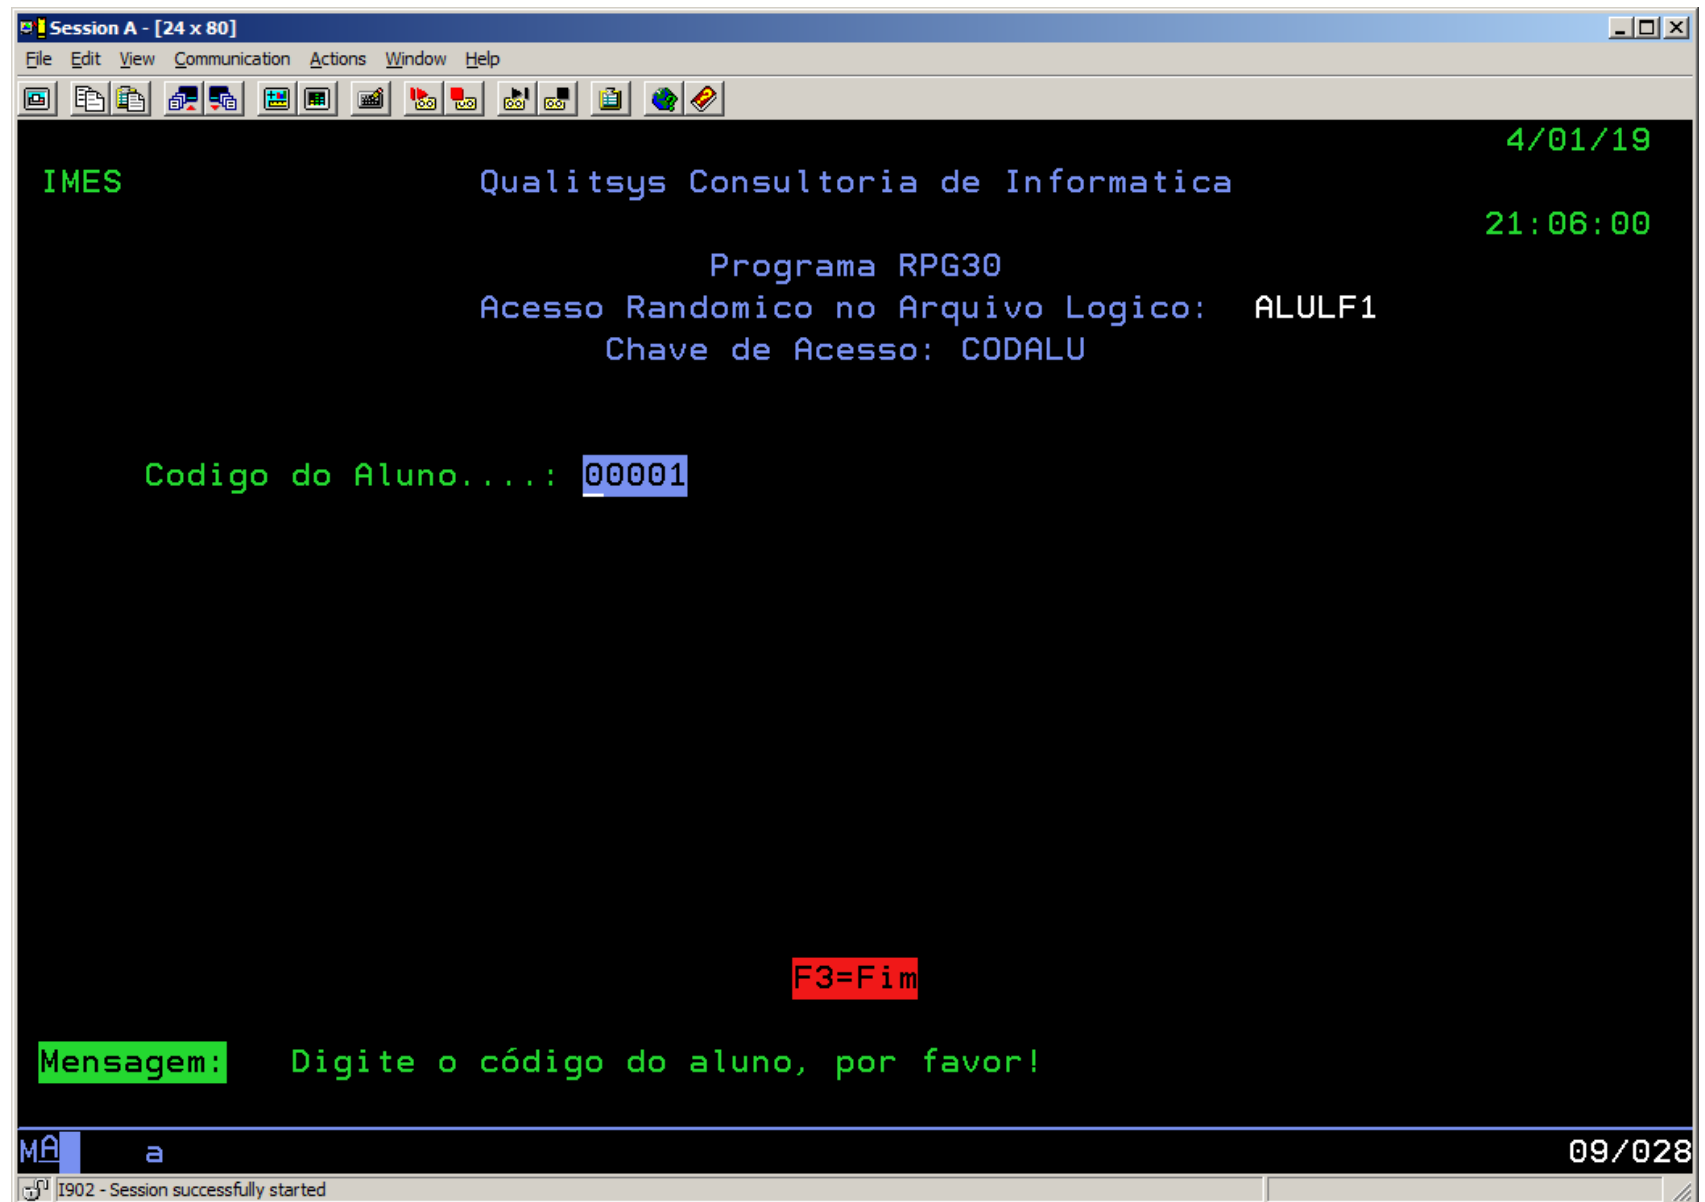 Session A - [24 x 80]
File Edit View Communication Actions Window Help
4/01/19
IMES Qualitsys Consultoria de Informatica
21:06:00
Programa RPG30
Acesso Randomico no Arquivo Logico: ALULF1
Chave de Acesso: CODALU
Codigo do Aluno....: 00001
F3=Fim
Mensagem: Digite o código do aluno, por favor!
MA a 09/028
I902 - Session successfully started